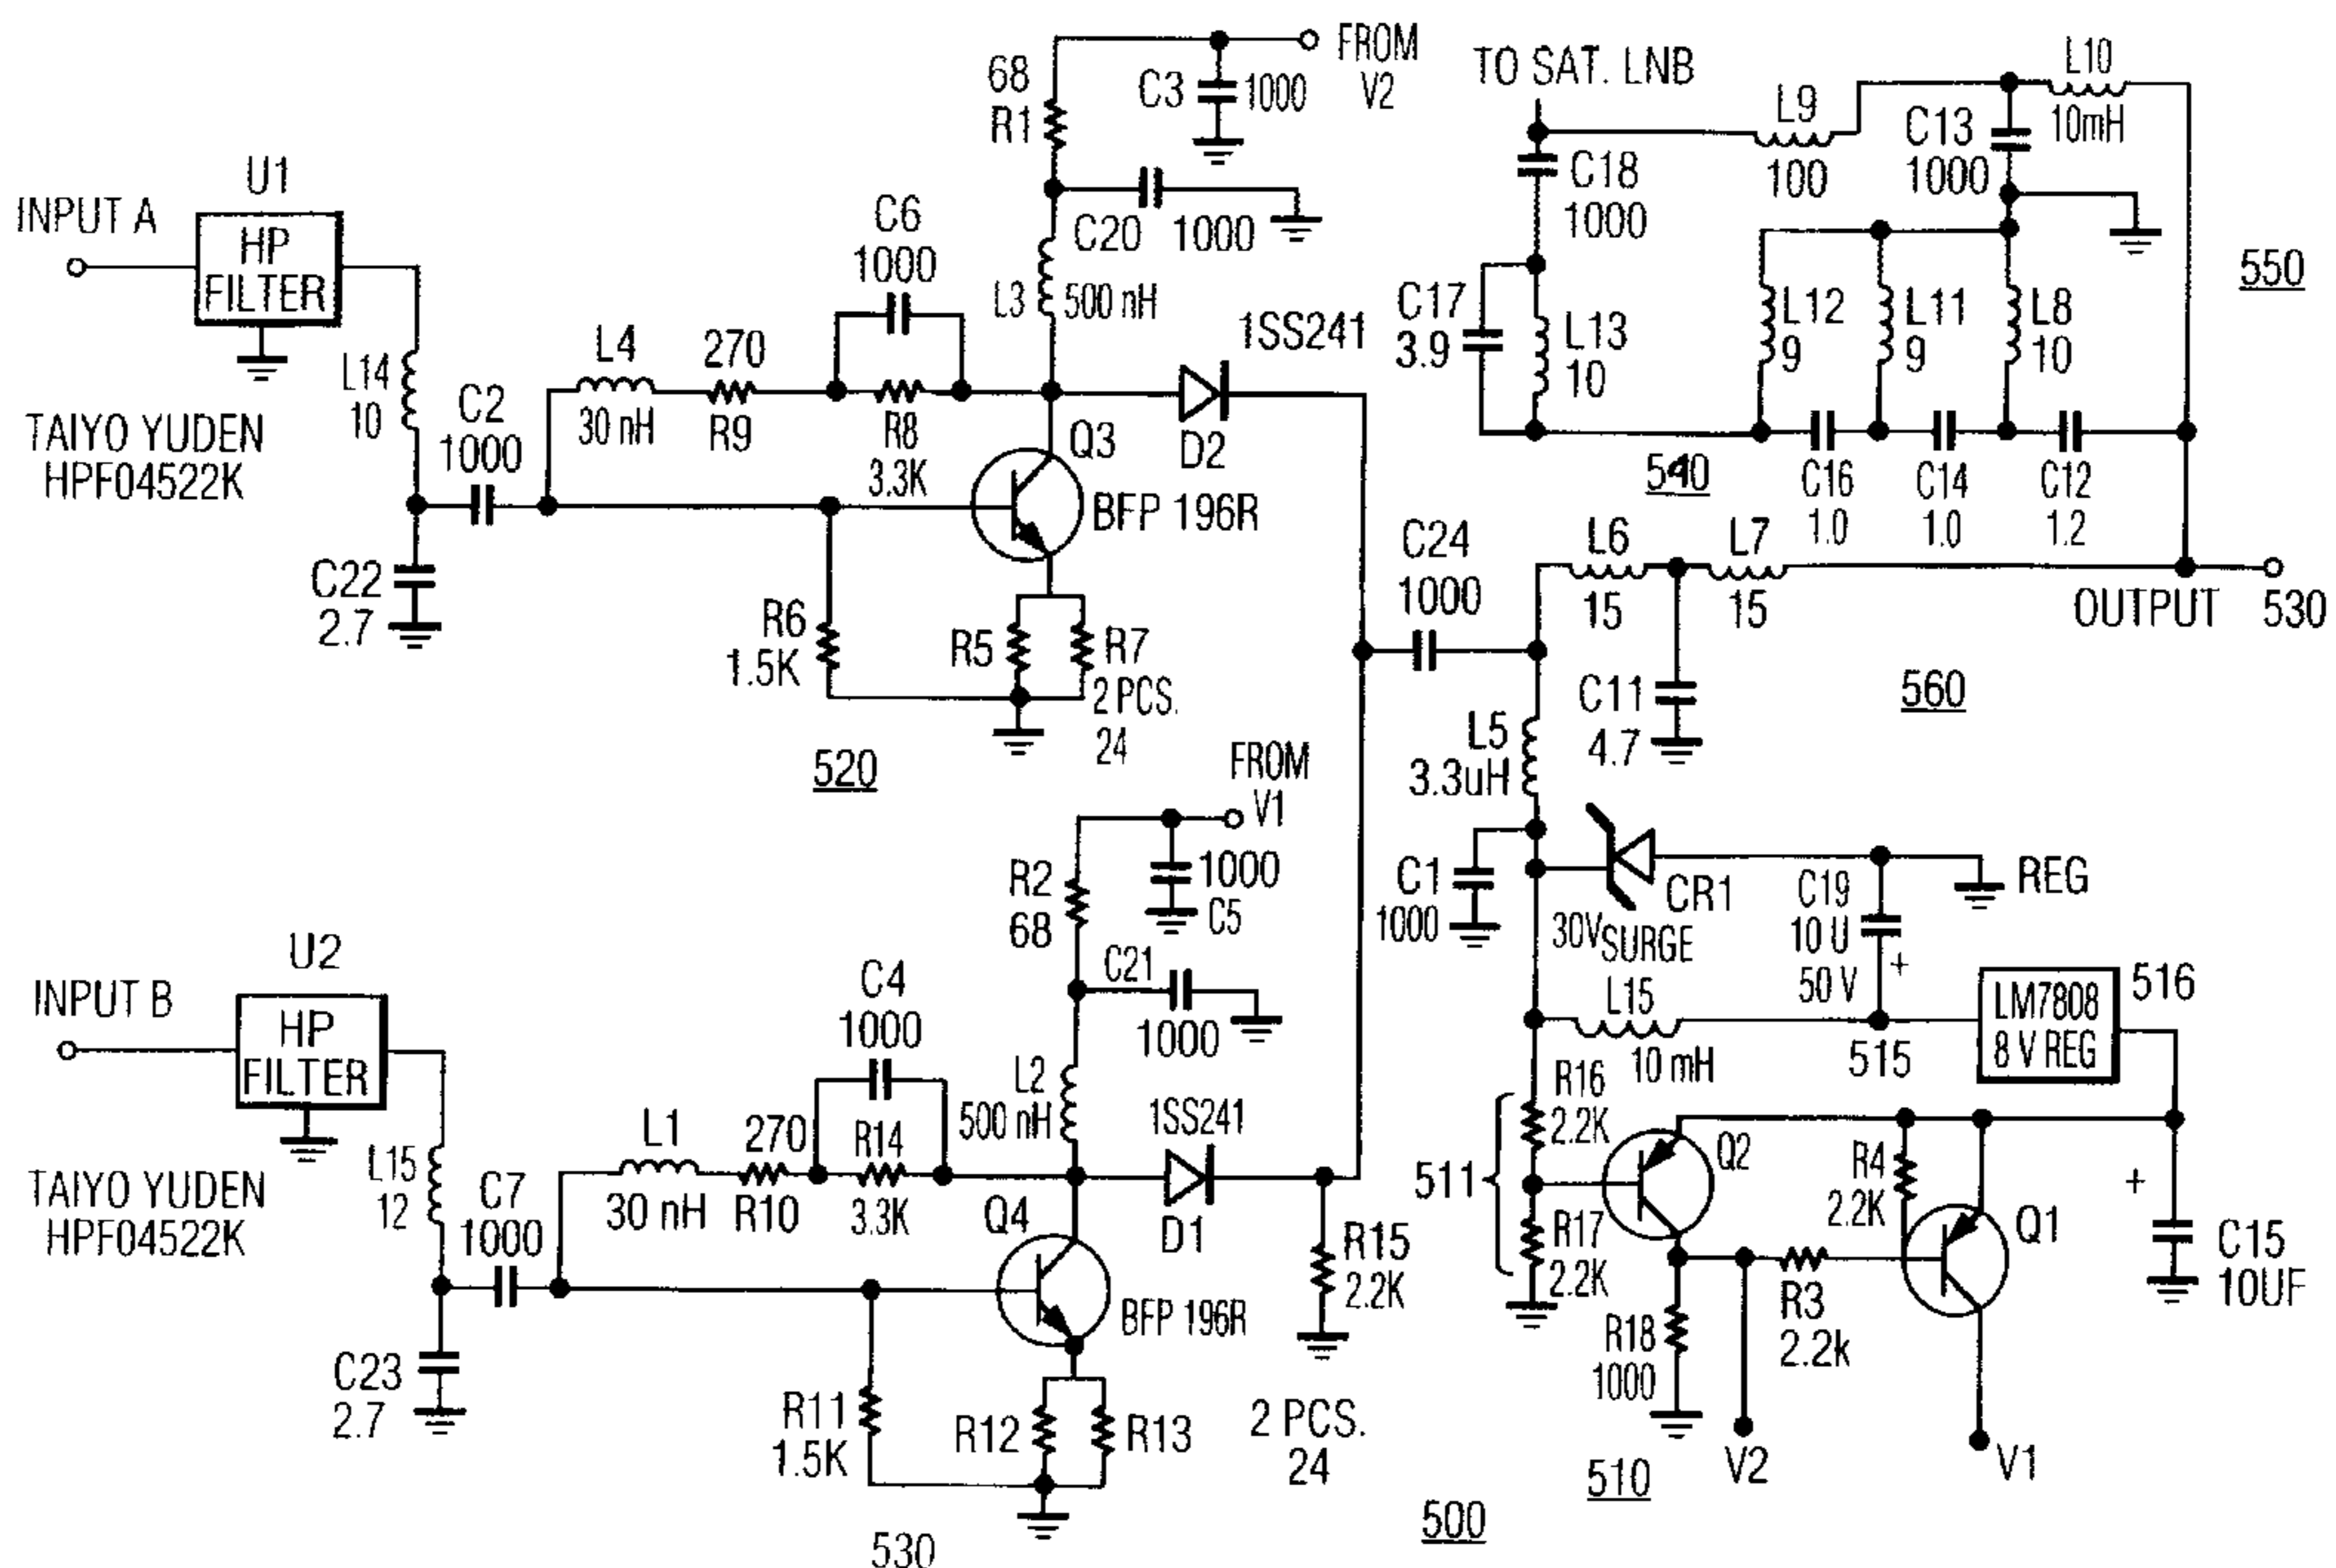 INPUT A
U1
HP
FILTER
TAIYO YUDEN
HPF04522K
L14
10
C22
2.7
C2
1000
L4
30 nH
270
R9
C6
1000
R8
3.3K
68
R1
C3
1000
FROM
V2
C20
1000
L3
500 nH
Q3
BFP 196R
R6
1.5K
R5
R7
2 PCS.
24
520
1SS241
D2
TO SAT. LNB
C18
1000
L9
100
C13
1000
L10
10mH
550
C17
3.9
L13
10
L12
9
L11
9
L8
10
540
C16
1.0
C14
1.0
C12
1.2
C24
1000
L6
15
L7
15
OUTPUT
530
C11
4.7
560
L5
3.3uH
C1
1000
30V
SURGE
CR1
C19
10 U
50 V
+
REG
L15
10 mH
515
LM7808
8 V REG
516
511
R16
2.2K
R17
2.2K
Q2
R4
2.2K
Q1
+
C15
10UF
R18
1000
R3
2.2k
V2
V1
510
500
INPUT B
U2
HP
FILTER
TAIYO YUDEN
HPF04522K
L15
12
C23
2.7
C7
1000
L1
30 nH
270
R10
C4
1000
R14
3.3K
FROM
V1
R2
68
1000
C5
C21
1000
L2
500 nH
1SS241
D1
Q4
BFP 196R
R15
2.2K
R11
1.5K
R12
R13
2 PCS.
24
530